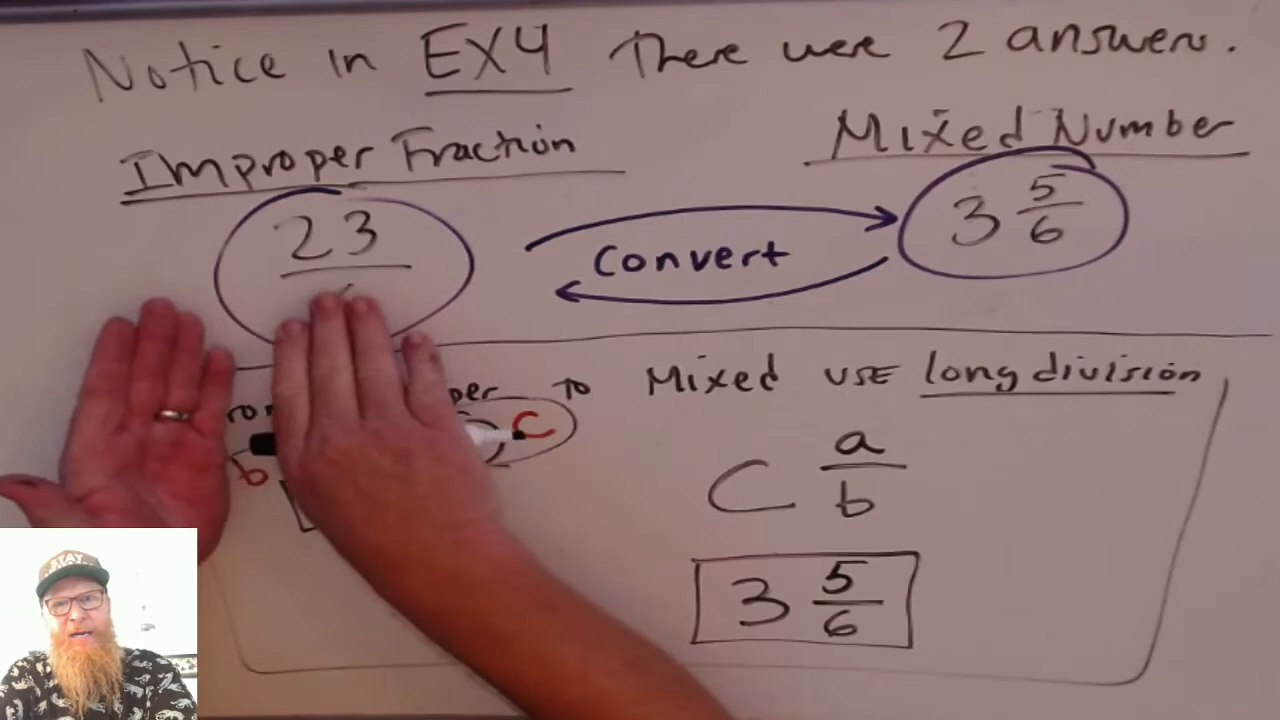 Notice in EX4 There were 2 answers.
Improper Fraction
Mixed Number
23
3 5/6
Convert
to Mixed USE long division
b
C
C a/b
3 5/6
STAY